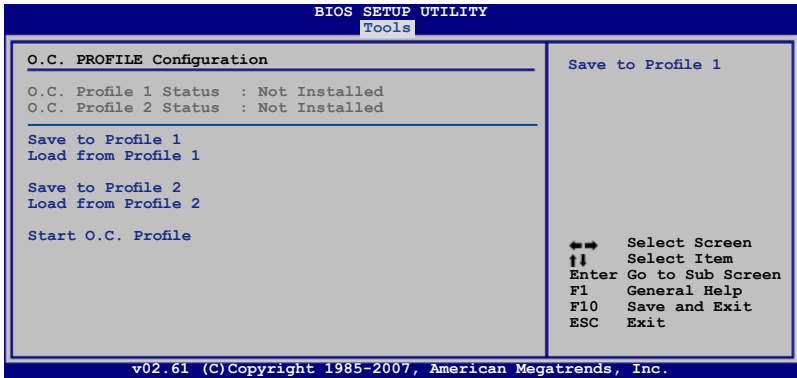 BIOS SETUP UTILITY
Tools
O.C. PROFILE Configuration
O.C. Profile 1 Status : Not Installed
O.C. Profile 2 Status : Not Installed
Save to Profile 1
Load from Profile 1
Save to Profile 2
Load from Profile 2
Start O.C. Profile
Save to Profile 1
←→ Select Screen
↑↓ Select Item
Enter Go to Sub Screen
F1 General Help
F10 Save and Exit
ESC Exit
v02.61 (C)Copyright 1985-2007, American Megatrends, Inc.